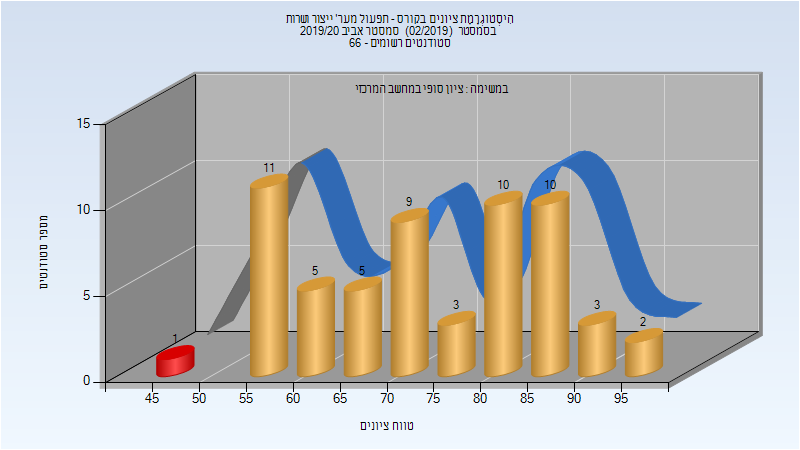 היסטוגרמת ציונים בקורס - תפעול מער' ייצור ושרות
בסמסטר (02/2019) סמסטר אביב 2019/20
סטודנטים רשומים - 66
במשימה : ציון סופי במחשב המרכזי
מספר סטודנטים
15
10
5
0
1
11
5
5
9
3
10
10
3
2
45 50 55 60 65 70 75 80 85 90 95
טווח ציונים